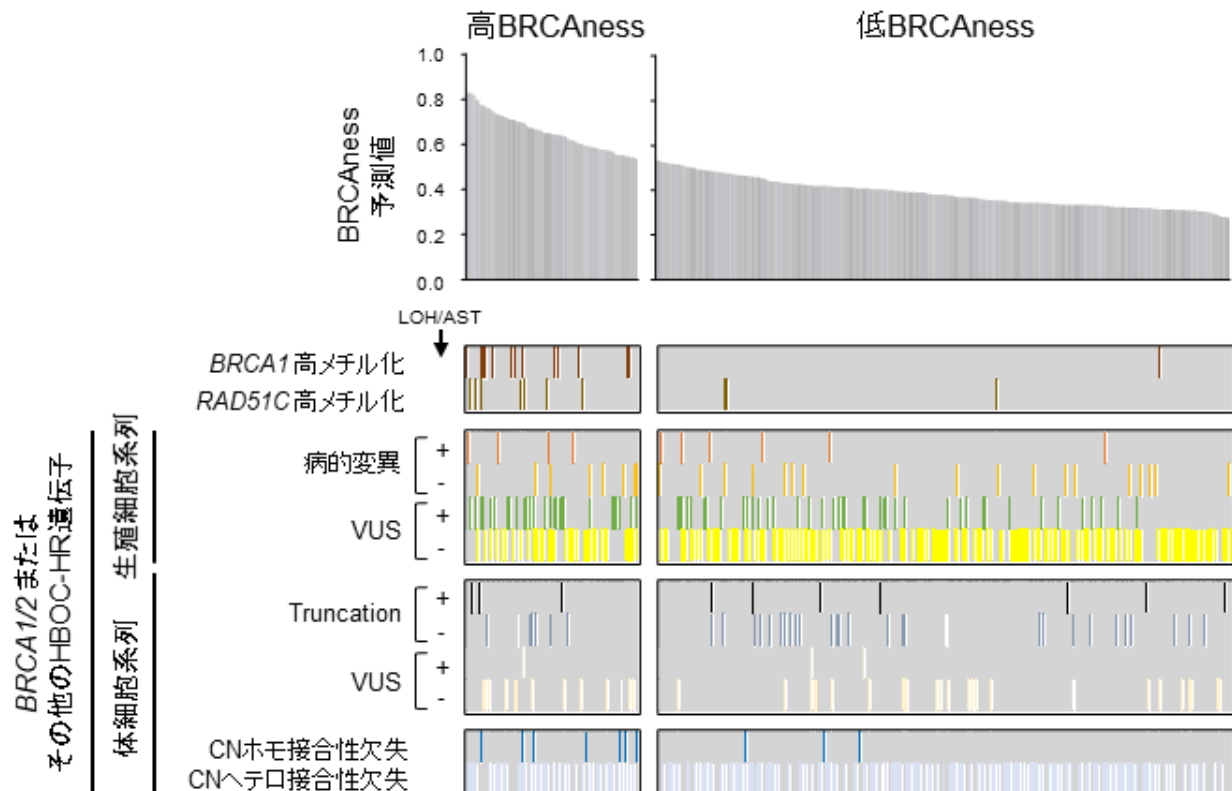 高BRCAness
低BRCAness
BRCAness
予測値
1.0
0.8
0.6
0.4
0.2
0.0
LOH/AST
BRCA1高メチル化
RAD51C高メチル化
BRCA1/2または
その他のHBOC-HR遺伝子
生殖細胞系列
病的変異
+
-
VUS
+
-
体細胞系列
Truncation
+
-
VUS
+
-
CNホモ接合性欠失
CNヘテロ接合性欠失